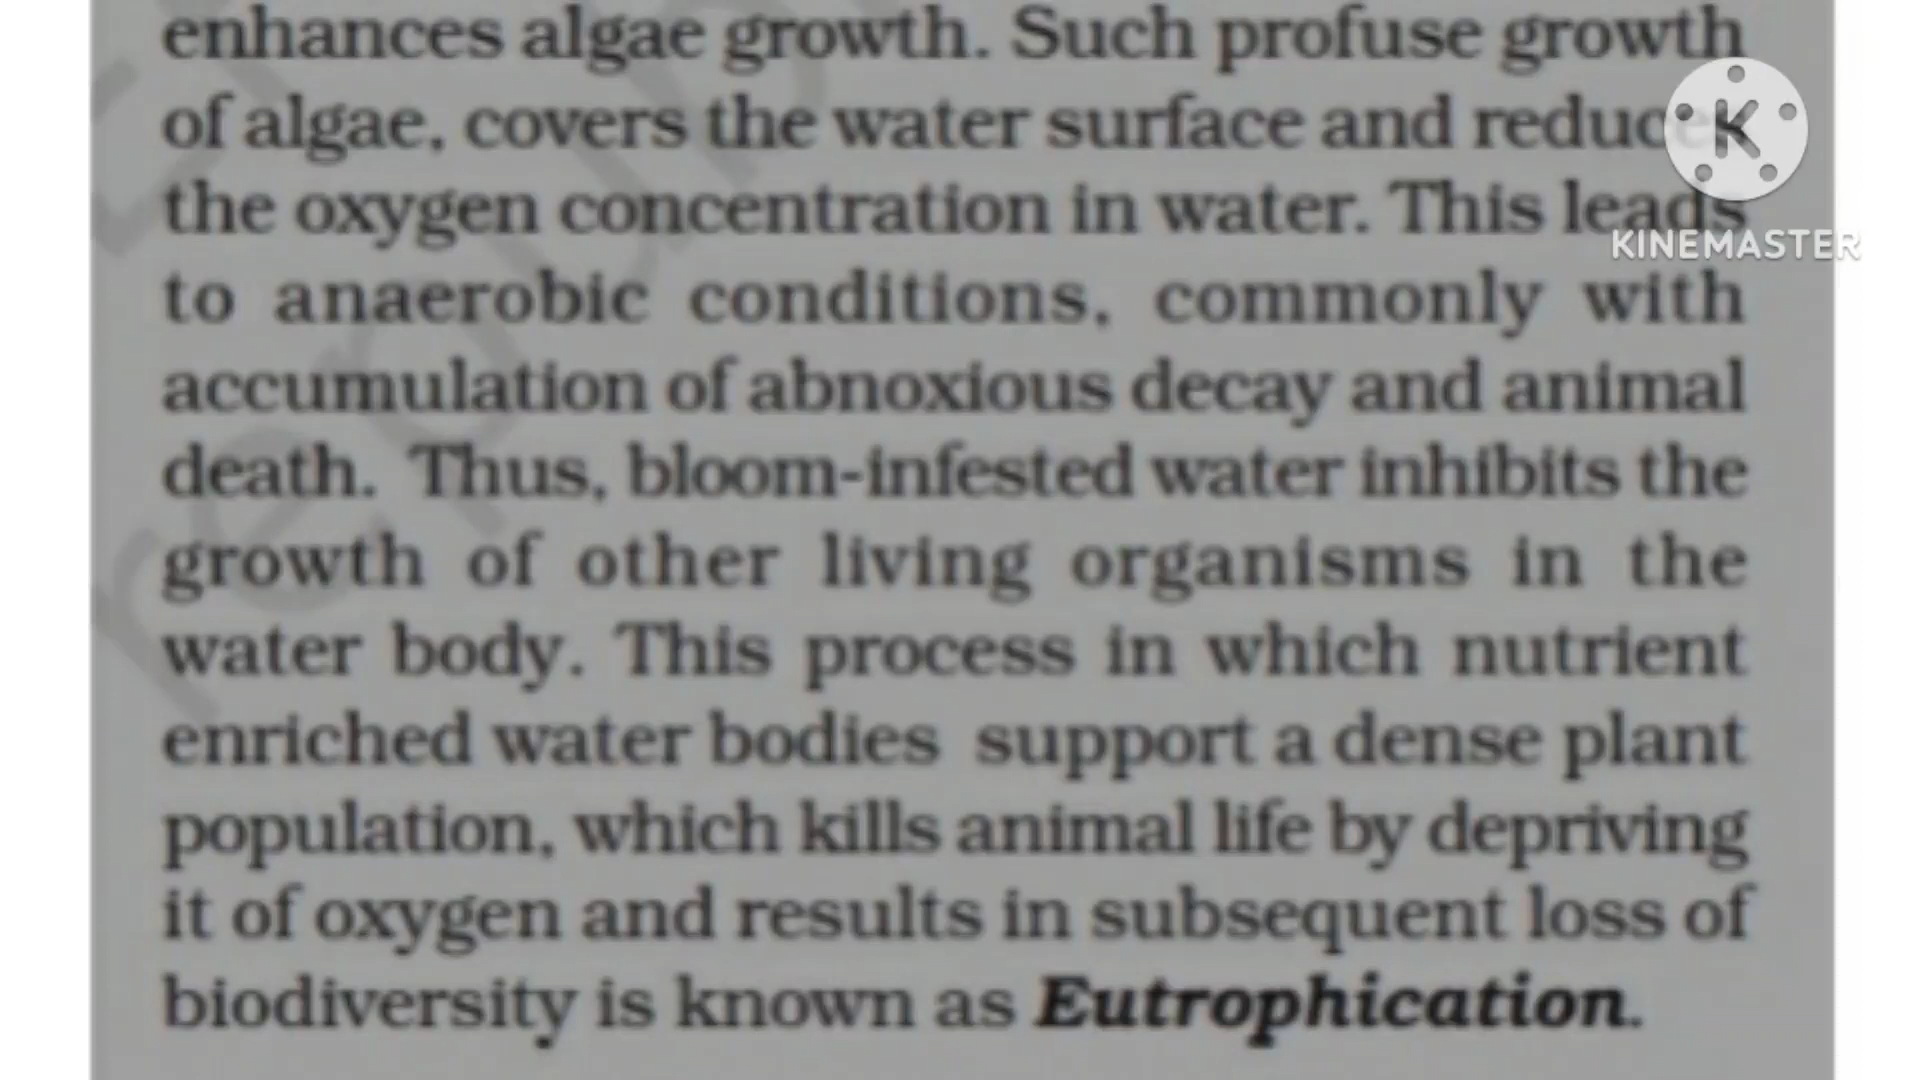 enhances algae growth. Such profuse growth
of algae, covers the water surface and reduces
the oxygen concentration in water. This leads
to anaerobic conditions, commonly with
accumulation of abnoxious decay and animal
death. Thus, bloom-infested water inhibits the
growth of other living organisms in the
water body. This process in which nutrient
enriched water bodies support a dense plant
population, which kills animal life by depriving
it of oxygen and results in subsequent loss of
biodiversity is known as Eutrophication.
K
KINEMASTER